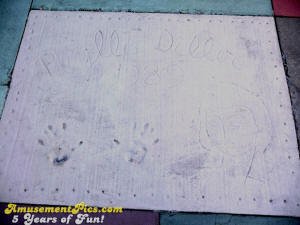 Phyllis Diller
AmusementPics.com
5 Years of Fun!